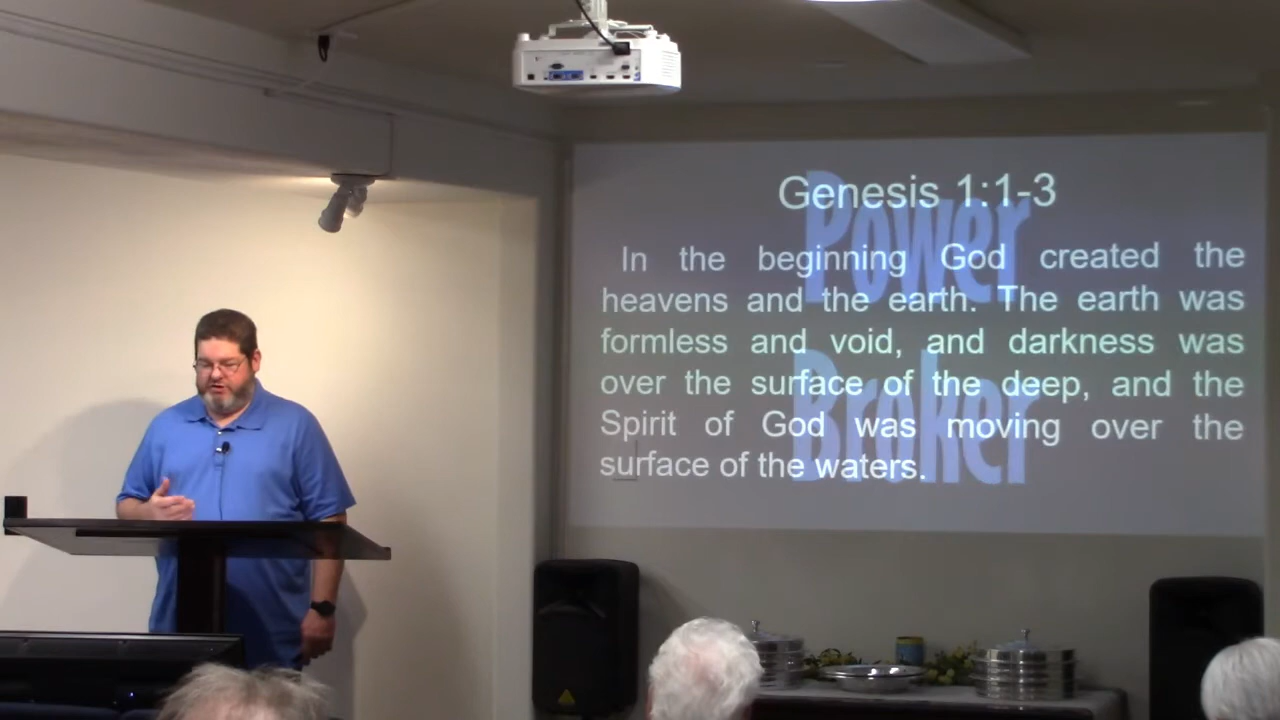 Genesis 1:1-3
Power
In the beginning God created the
heavens and the earth. The earth was
formless and void, and darkness was
over the surface of the deep, and the
Broker
Spirit of God was moving over the
surface of the waters.